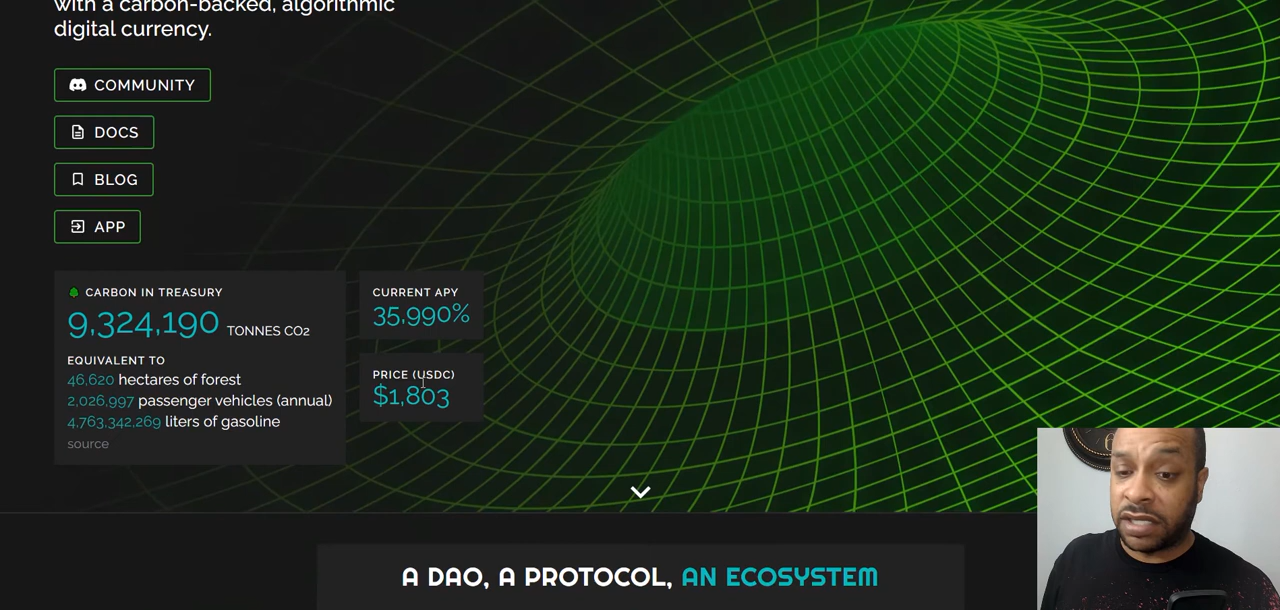 with a carbon-backed, algorithmic
digital currency.
COMMUNITY
DOCS
BLOG
APP
CARBON IN TREASURY
9,324,190 TONNES CO2
EQUIVALENT TO
46,620 hectares of forest
2,026,997 passenger vehicles (annual)
4,763,342,269 liters of gasoline
source
CURRENT APY
35,990%
PRICE (USDC)
$1,803
A DAO, A PROTOCOL, AN ECOSYSTEM